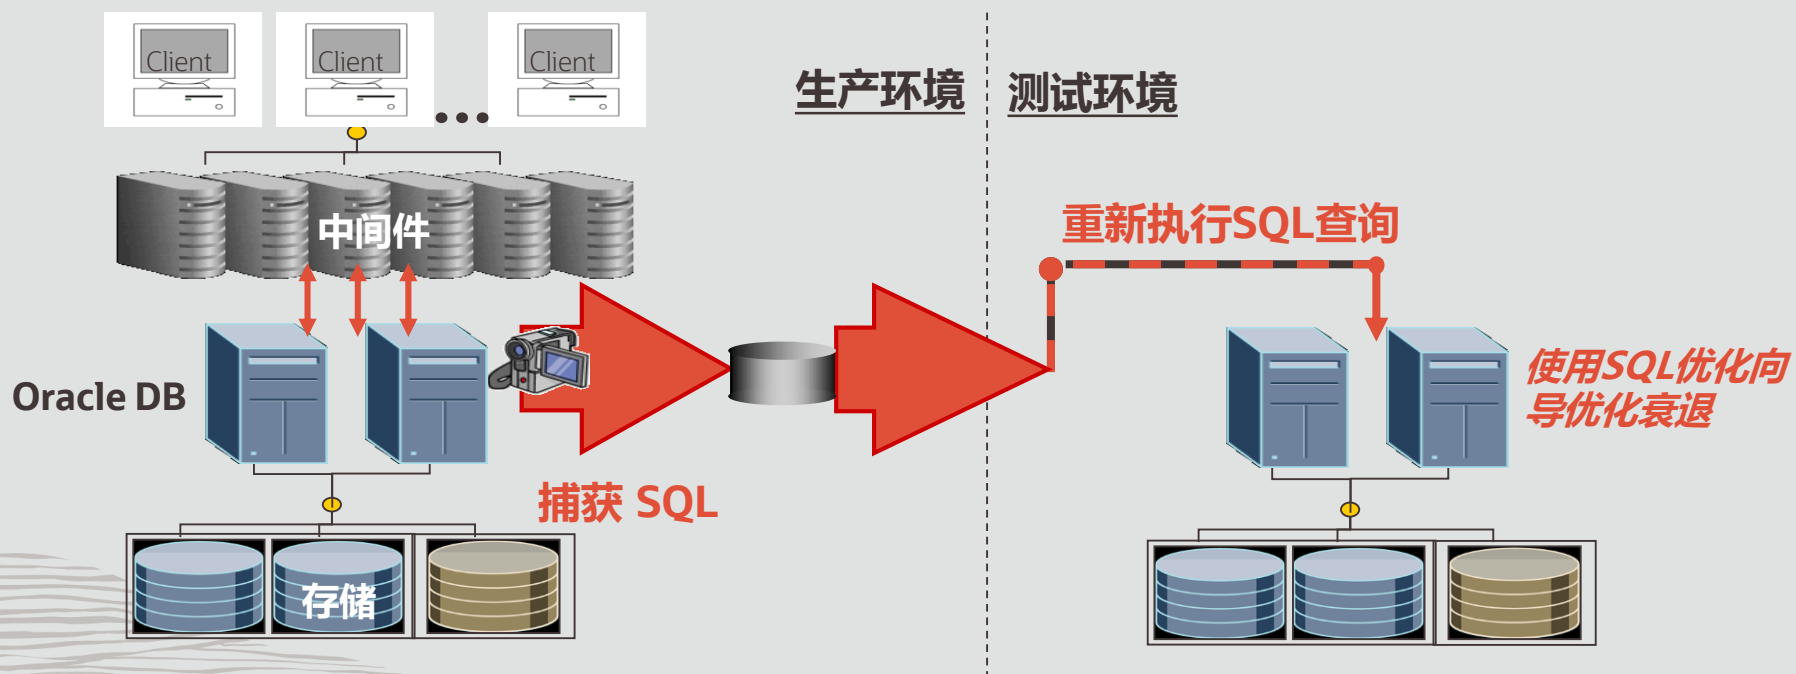 Client
Client
Client
生产环境
测试环境
中间件
重新执行SQL查询
Oracle DB
使用SQL优化向
导优化衰退
捕获 SQL
存储